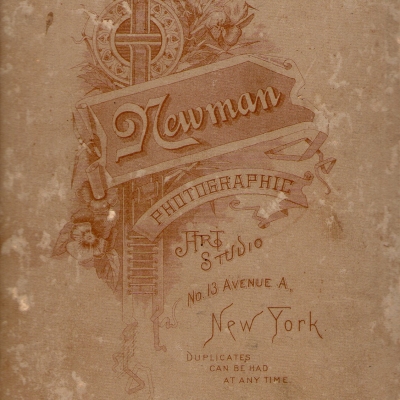 Newman
PHOTOGRAPHIC
ART
STUDIO
No. 13 AVENUE A,
NEW YORK
DUPLICATES
CAN BE HAD
AT ANY TIME.